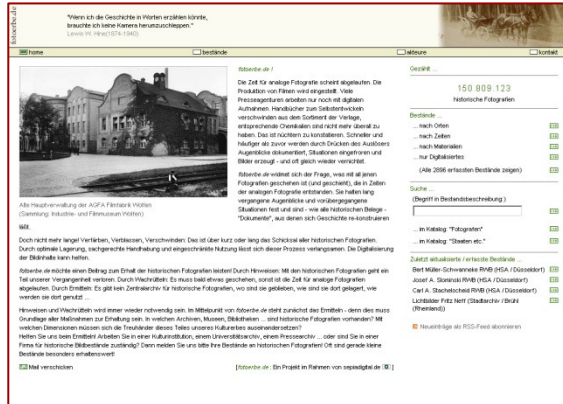 fotoerbe.de
"Wenn ich die Geschichte in Worten erzählen könnte,
brauchte ich keine Kamera herumzuschleppen."
Lewis W. Hine(1874-1940)
home
bestände
akteure
kontakt
fotoerbe.de !
Die Zeit für analoge Fotografie scheint abgelaufen. Die
Produktion von Filmen wird eingestellt. Viele
Presseagenturen arbeiten nur noch mit digitalen
Aufnahmen. Handbücher zum Selbstentwickeln
verschwinden aus dem Sortiment der Verlage,
entsprechende Chemikalien sind nicht mehr überall zu
haben. Das ist nüchtern zu konstatieren. Schneller und
häufiger als zuvor werden durch Drücken des Auslösers
Augenblicke dokumentiert, Situationen eingefroren und
Bilder erzeugt - und oft gleich wieder vernichtet.
fotoerbe.de widmet sich der Frage, was mit all jenen
Fotografien geschehen ist (und geschieht), die in Zeiten
der analogen Fotografie entstanden. Sie halten lang
vergangene Augenblicke und vorübergegangene
Situationen fest und sind - wie alle historischen Belege -
"Dokumente", aus denen sich Geschichte re-konstruieren
läßt.
Alte Hauptverwaltung der AGFA Filmfabrik Wolfen
(Sammlung: Industrie- und Filmmuseum Wolfen)
Doch nicht mehr lange! Verfärben, Verblassen, Verschwinden: Das ist über kurz oder lang das Schicksal aller historischen Fotografien.
Durch optimale Lagerung, sachgerechte Handhabung und eingeschränkte Nutzung lässt sich dieser Prozess verlangsamen. Die Digitalisierung
der Bildinhalte kann helfen.
fotoerbe.de möchte einen Beitrag zum Erhalt der historischen Fotografien leisten! Durch Hinweisen: Mit den historischen Fotografien geht ein
Teil unserer Vergangenheit verloren. Durch Wachrütteln: Es muss bald etwas geschehen, sonst ist die Zeit für analoge Fotografien
abgelaufen. Durch Ermitteln: Es gibt kein Zentralarchiv für historische Fotografien, wo sind sie geblieben, wie sind sie dort gelagert, wie
werden sie dort genutzt ...
Hinweisen und Wachrütteln wird immer wieder notwendig sein. Im Mittelpunkt von fotoerbe.de steht zunächst das Ermitteln - denn dies muss
Grundlage aller Maßnahmen zur Erhaltung sein. In welchen Archiven, Museen, Bibliotheken ... sind historische Fotografien vorhanden? Mit
welchen Dimensionen müssen sich die Treuhänder dieses Teiles unseres Kulturerbes auseinandersetzen?
Helfen Sie uns beim Ermitteln! Arbeiten Sie in einer Kulturinstitution, einem Universitätsarchiv, einem Pressearchiv ... oder sind Sie in einer
Firma für historische Bildbestände zuständig? Dann melden Sie uns bitte Ihre Bestände an historischen Fotografien! Oft sind gerade kleine
Bestände besonders erhaltenswert!
Mail verschicken
[fotoerbe.de : Ein Projekt im Rahmen von sepiadigital.de]
Gezählt ...
150.809.123
historische Fotografien
Bestände ...
... nach Orten
... nach Zeiten
... nach Materialien
... nur Digitalisiertes
(Alle 2896 erfassten Bestände zeigen)
Suche ...
(Begriff in Bestandsbeschreibung:)
... im Katalog: "Fotografen"
... im Katalog: "Staaten etc."
Zuletzt aktualisierte / erfasste Bestände ...
Bert Müller-Schwanneke RWB (HSA / Düsseldorf)
Josef A. Slominski RWB (HSA / Düsseldorf)
Carl A. Stachelscheid RWB (HSA / Düsseldorf)
Lichtbilder Fritz Neff (Stadtarchiv / Brühl
(Rheinland))
Neueinträge als RSS-Feed abonnieren